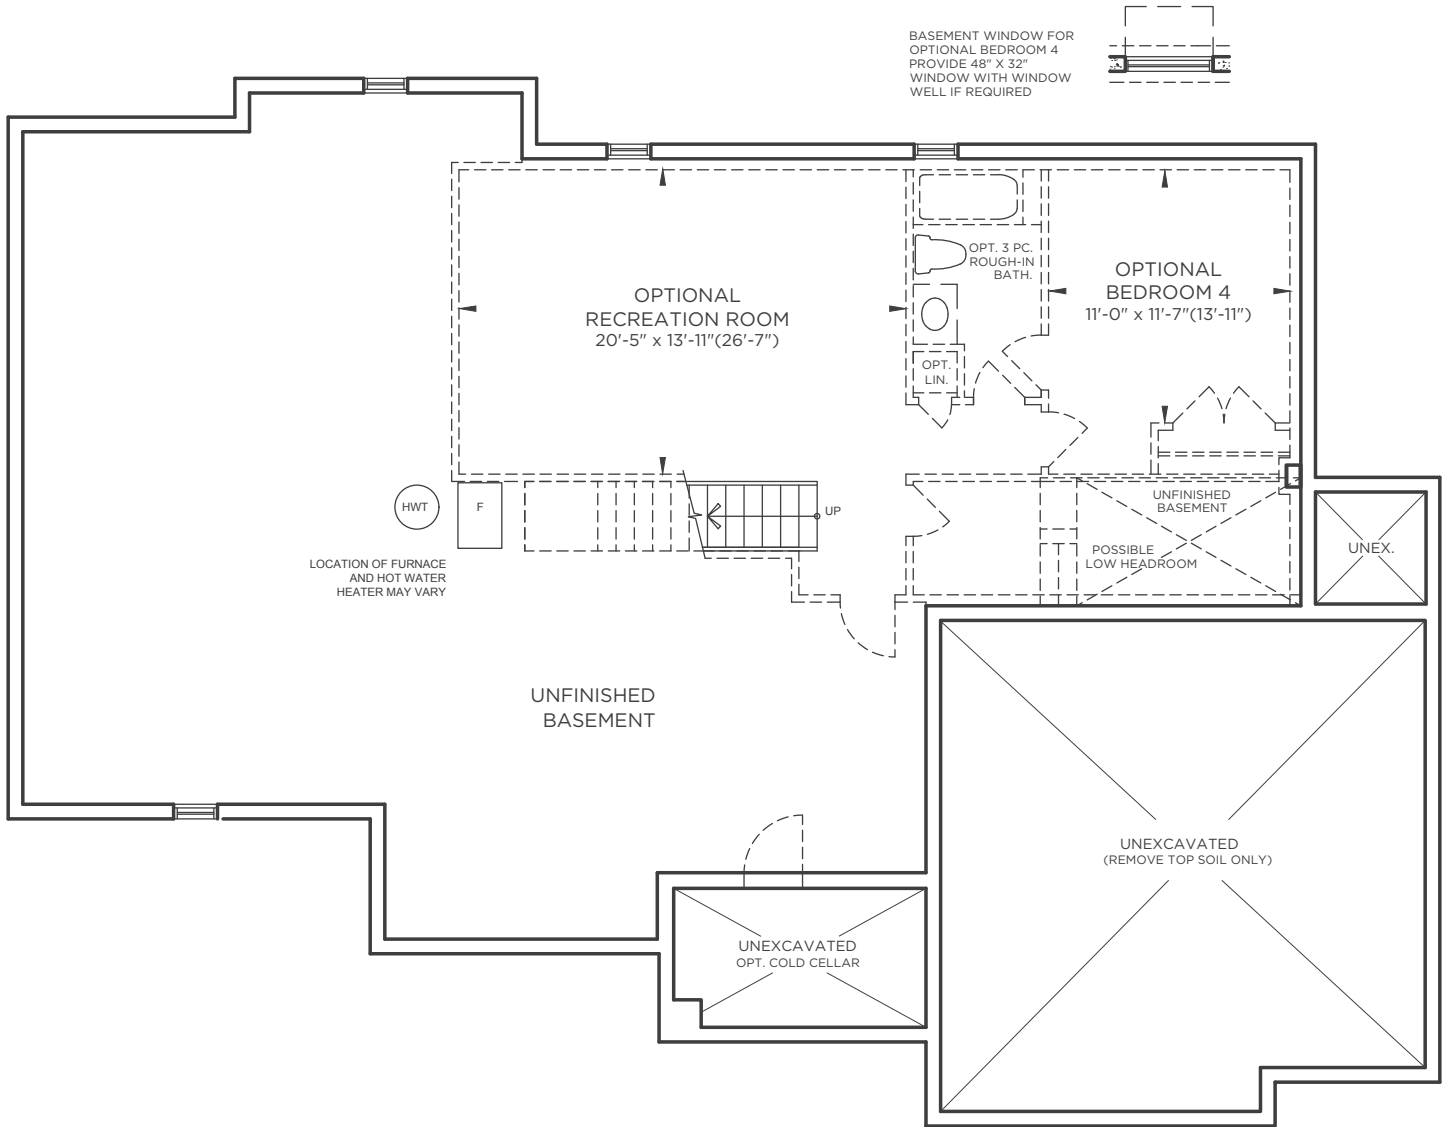 BASEMENT WINDOW FOR
OPTIONAL BEDROOM 4
PROVIDE 48" X 32"
WINDOW WITH WINDOW
WELL IF REQUIRED
OPTIONAL
RECREATION ROOM
20'-5" x 13'-11"(26'-7")
OPT. 3 PC.
ROUGH-IN
BATH.
OPTIONAL
BEDROOM 4
11'-0" x 11'-7"(13'-11")
OPT.
LIN.
HWT
F
UP
LOCATION OF FURNACE
AND HOT WATER
HEATER MAY VARY
UNFINISHED
BASEMENT
POSSIBLE
LOW HEADROOM
UNEX.
UNFINISHED
BASEMENT
UNEXCAVATED
(REMOVE TOP SOIL ONLY)
UNEXCAVATED
OPT. COLD CELLAR